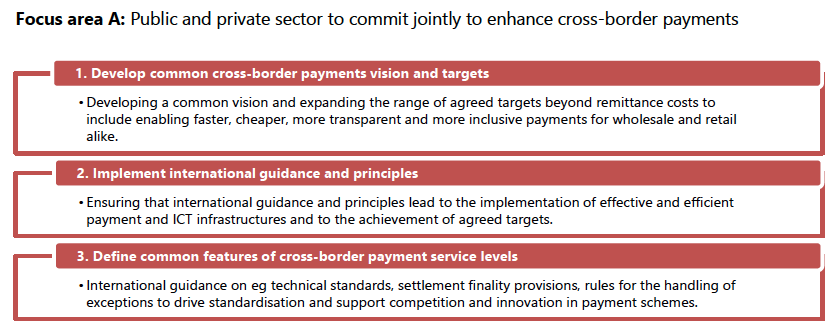 Focus area A: Public and private sector to commit jointly to enhance cross-border payments
1. Develop common cross-border payments vision and targets
• Developing a common vision and expanding the range of agreed targets beyond remittance costs to
include enabling faster, cheaper, more transparent and more inclusive payments for wholesale and retail
alike.
2. Implement international guidance and principles
• Ensuring that international guidance and principles lead to the implementation of effective and efficient
payment and ICT infrastructures and to the achievement of agreed targets.
3. Define common features of cross-border payment service levels
• International guidance on eg technical standards, settlement finality provisions, rules for the handling of
exceptions to drive standardisation and support competition and innovation in payment schemes.